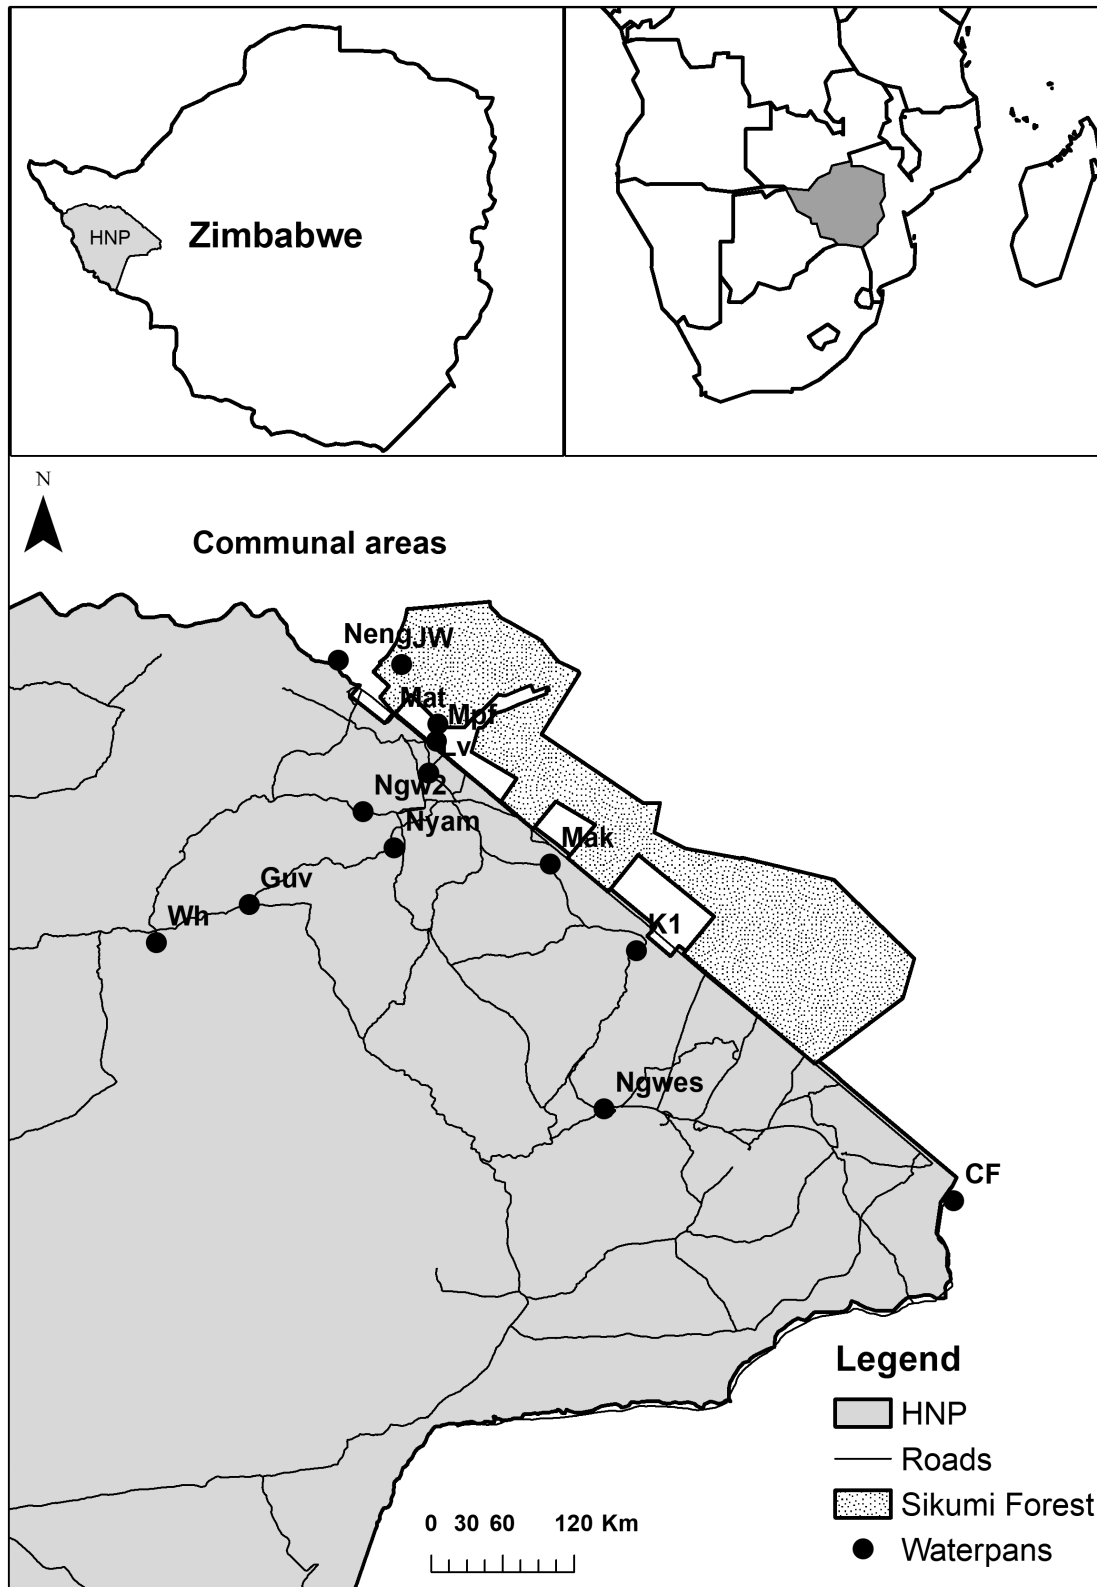 HNP
Zimbabwe
N
Communal areas
Neng
JW
Mat
Mpf
Lv
Ngw2
Nyam
Mak
Guv
Wh
K1
Ngwes
CF
Legend
HNP
Roads
Sikumi Forest
Waterpans
0 30 60 120 Km